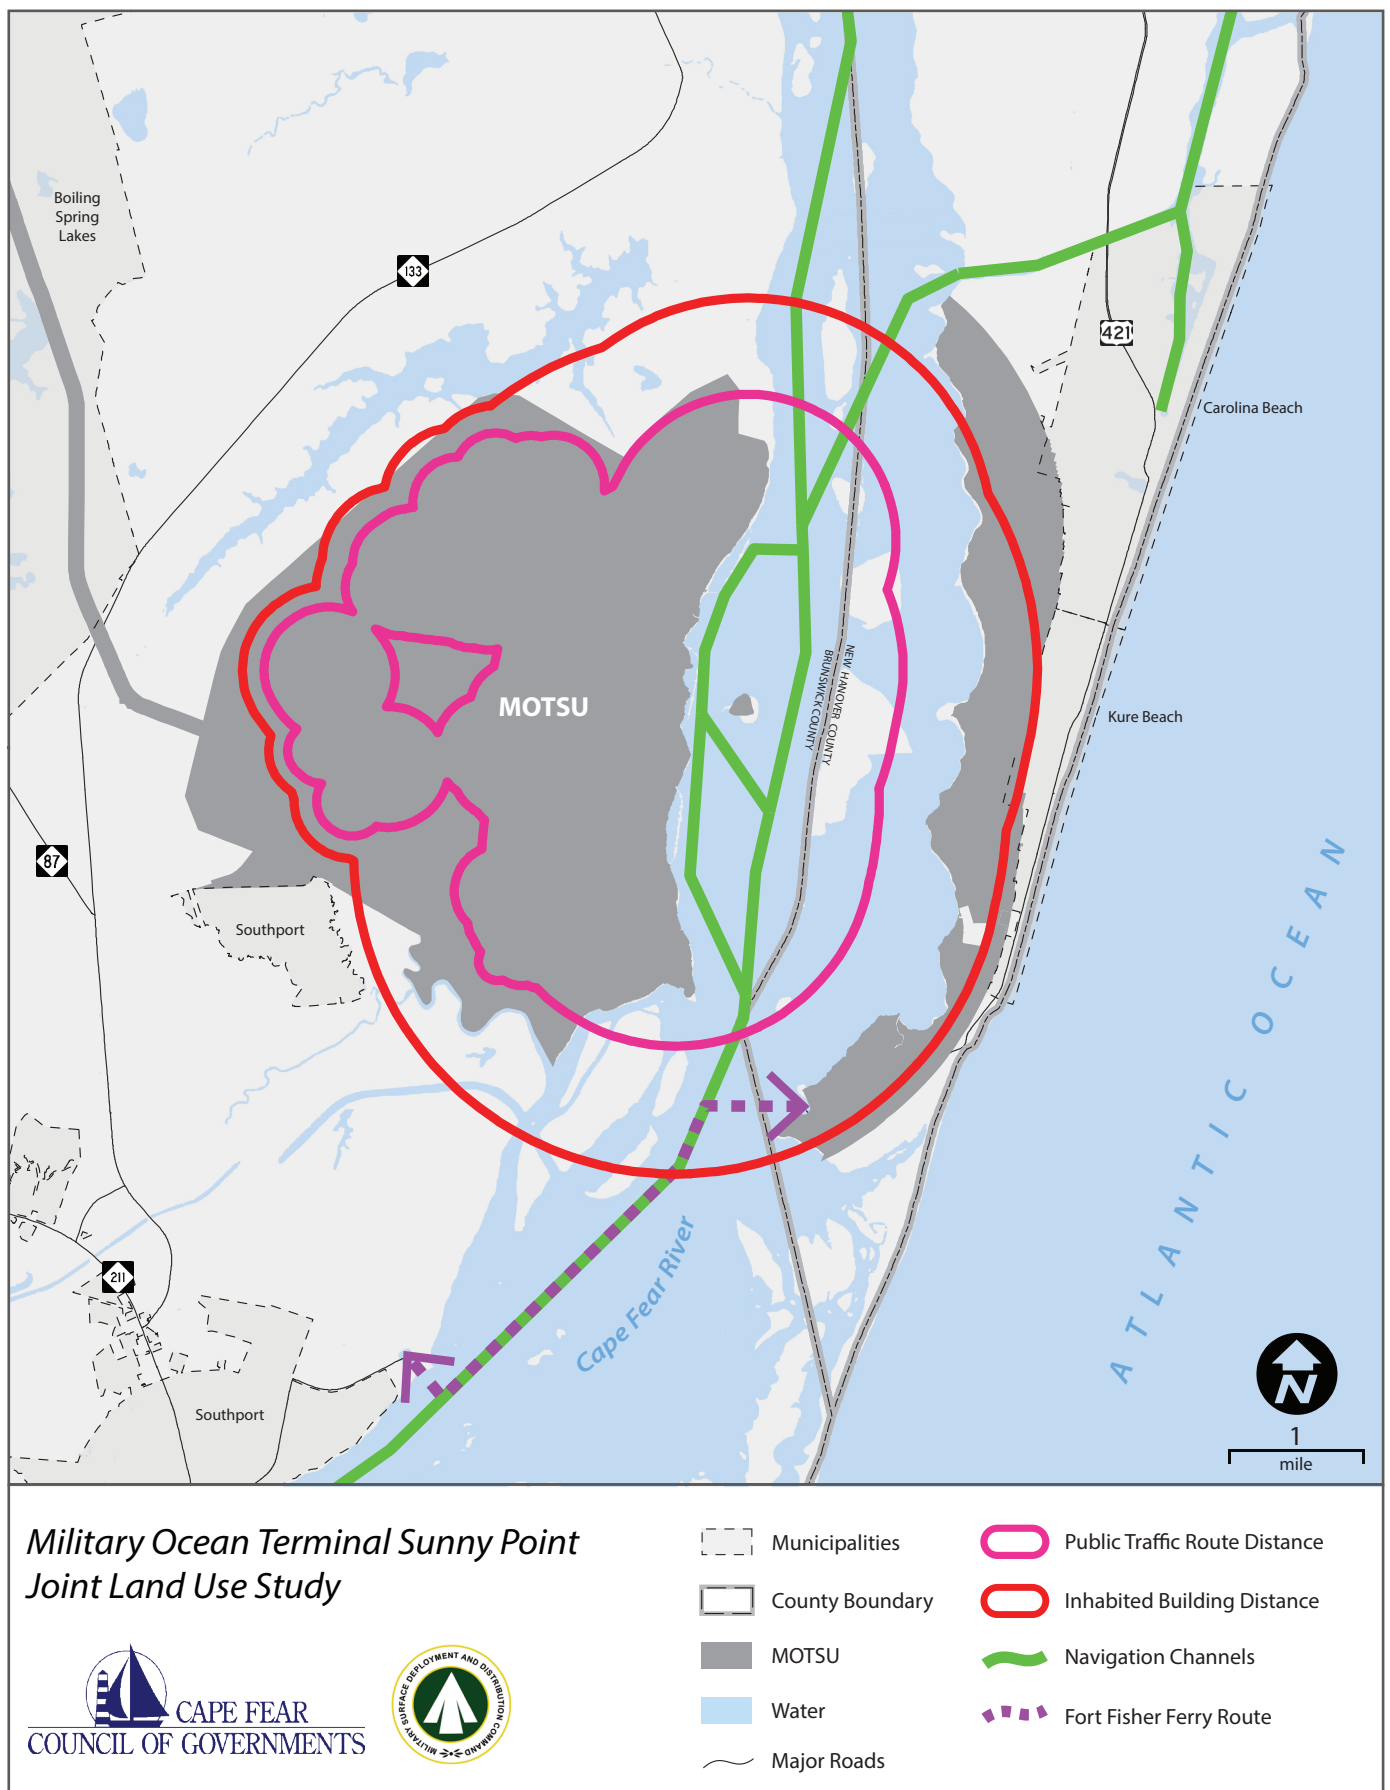 Boiling
Spring
Lakes
133
421
Carolina Beach
MOTSU
NEW HANOVER COUNTY
BRUNSWICK COUNTY
Kure Beach
87
Southport
ATLANTIC OCEAN
Cape Fear River
211
Southport
N
1
mile
Military Ocean Terminal Sunny Point
Joint Land Use Study
CAPE FEAR
COUNCIL OF GOVERNMENTS
MILITARY SURFACE DEPLOYMENT AND DISTRIBUTION COMMAND
Municipalities
County Boundary
MOTSU
Water
Major Roads
Public Traffic Route Distance
Inhabited Building Distance
Navigation Channels
Fort Fisher Ferry Route